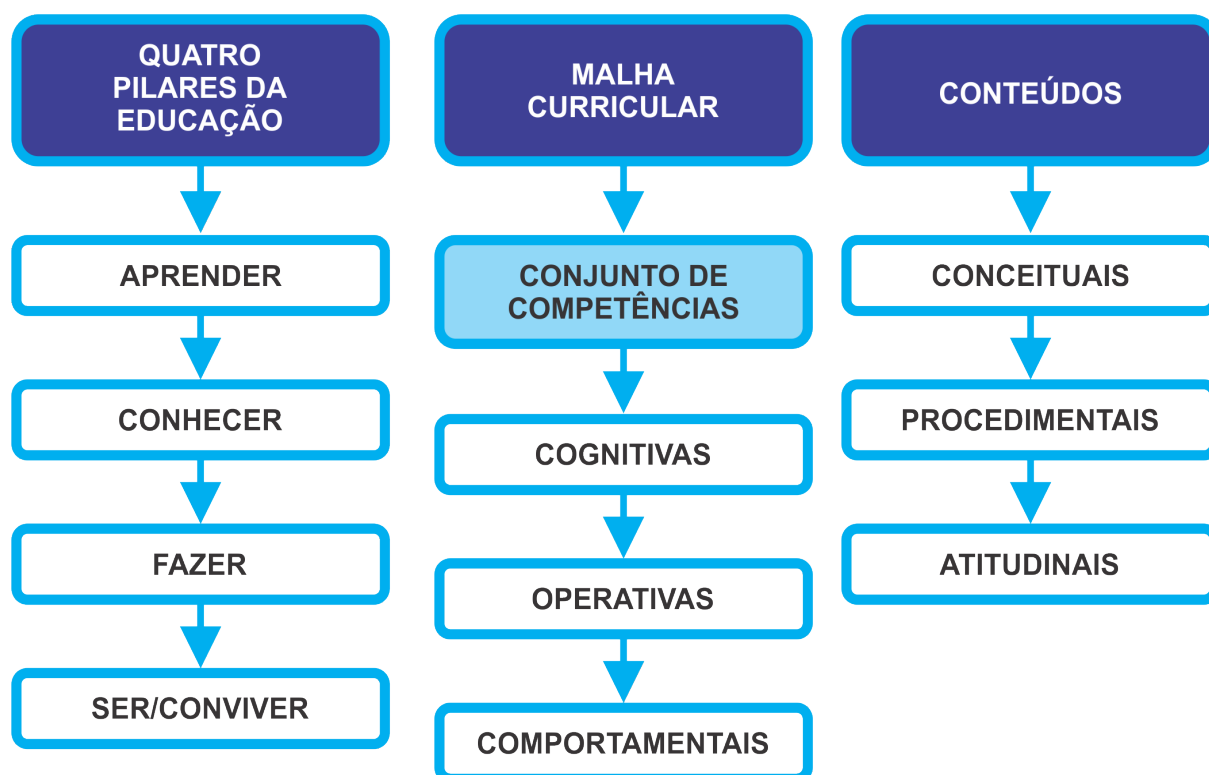 QUATRO
PILARES DA
EDUCAÇÃO
APRENDER
CONHECER
FAZER
SER/CONVIVER
MALHA
CURRICULAR
CONJUNTO DE
COMPETÊNCIAS
COGNITIVAS
OPERATIVAS
COMPORTAMENTAIS
CONTEÚDOS
CONCEITUAIS
PROCEDIMENTAIS
ATITUDINAIS